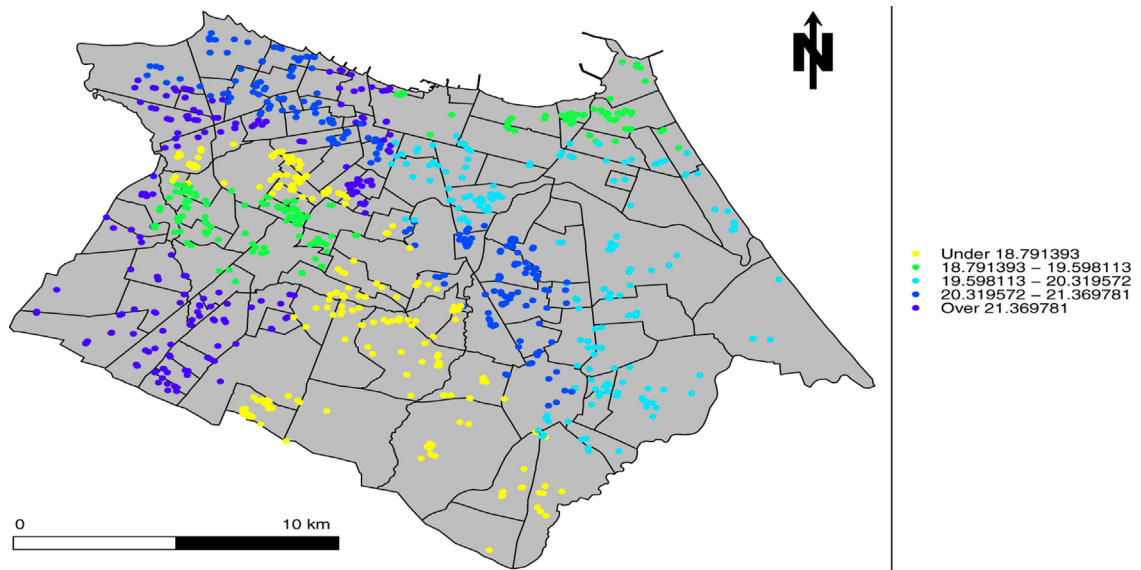 N
Under 18.791393
18.791393 – 19.598113
19.598113 – 20.319572
20.319572 – 21.369781
Over 21.369781
0 10 km